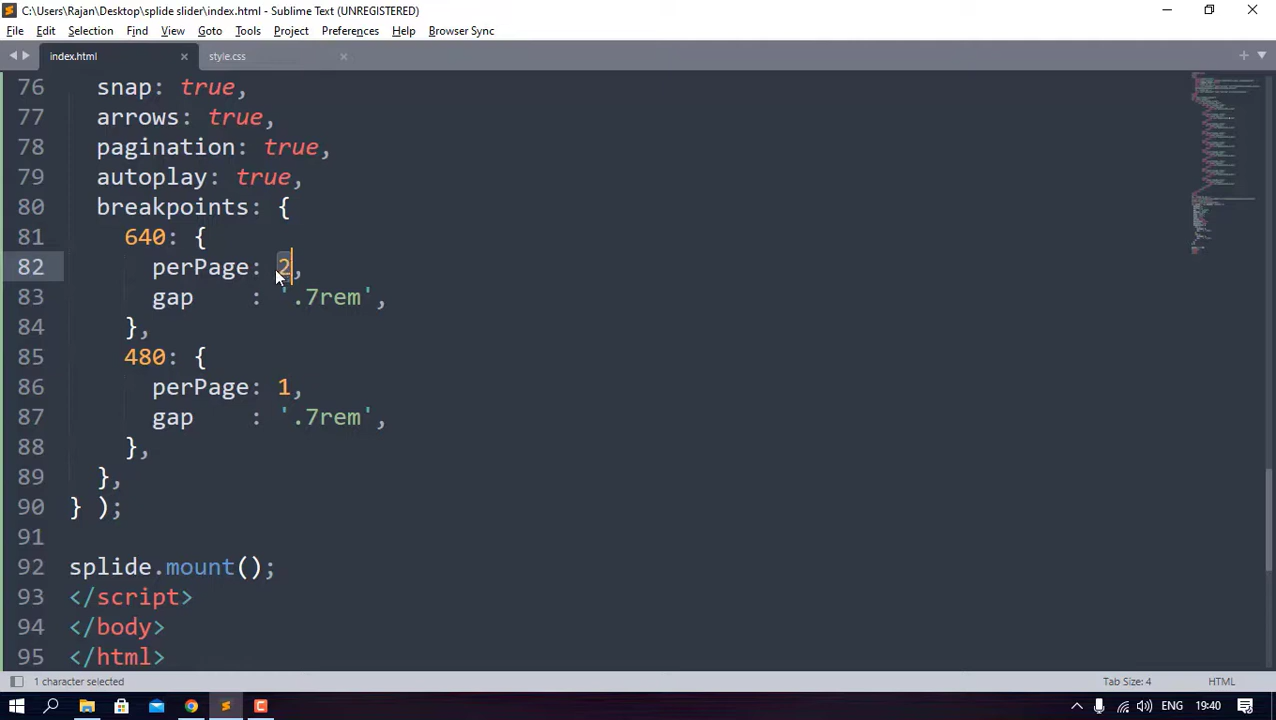 C:\Users\Rajan\Desktop\splide slider\index.html - Sublime Text (UNREGISTERED)
File Edit Selection Find View Goto Tools Project Preferences Help Browser Sync
index.html style.css
76 snap: true,
77 arrows: true,
78 pagination: true,
79 autoplay: true,
80 breakpoints: {
81 640: {
82 perPage: 2,
83 gap : '.7rem',
84 },
85 480: {
86 perPage: 1,
87 gap : '.7rem',
88 },
89 },
90 } );
91
92 splide.mount();
93 </script>
94 </body>
95 </html>
1 character selected Tab Size: 4 HTML
ENG 19:40